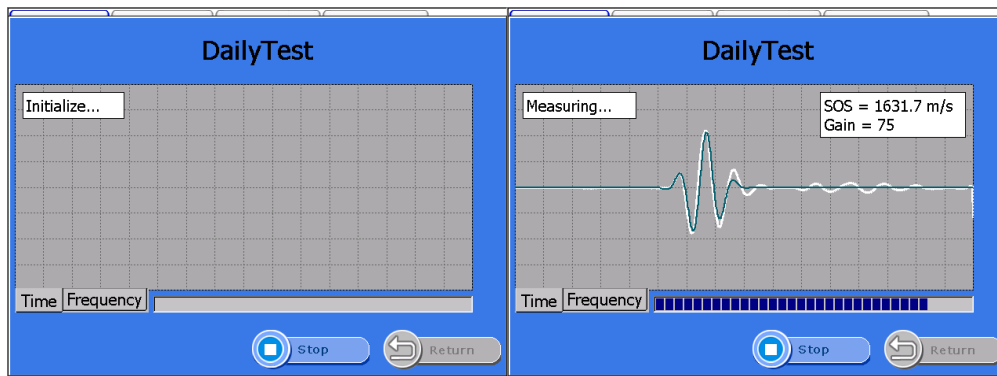 DailyTest
Initialize...
Time Frequency
Stop Return
DailyTest
Measuring...
SOS = 1631.7 m/s
Gain = 75
Time Frequency
Stop Return